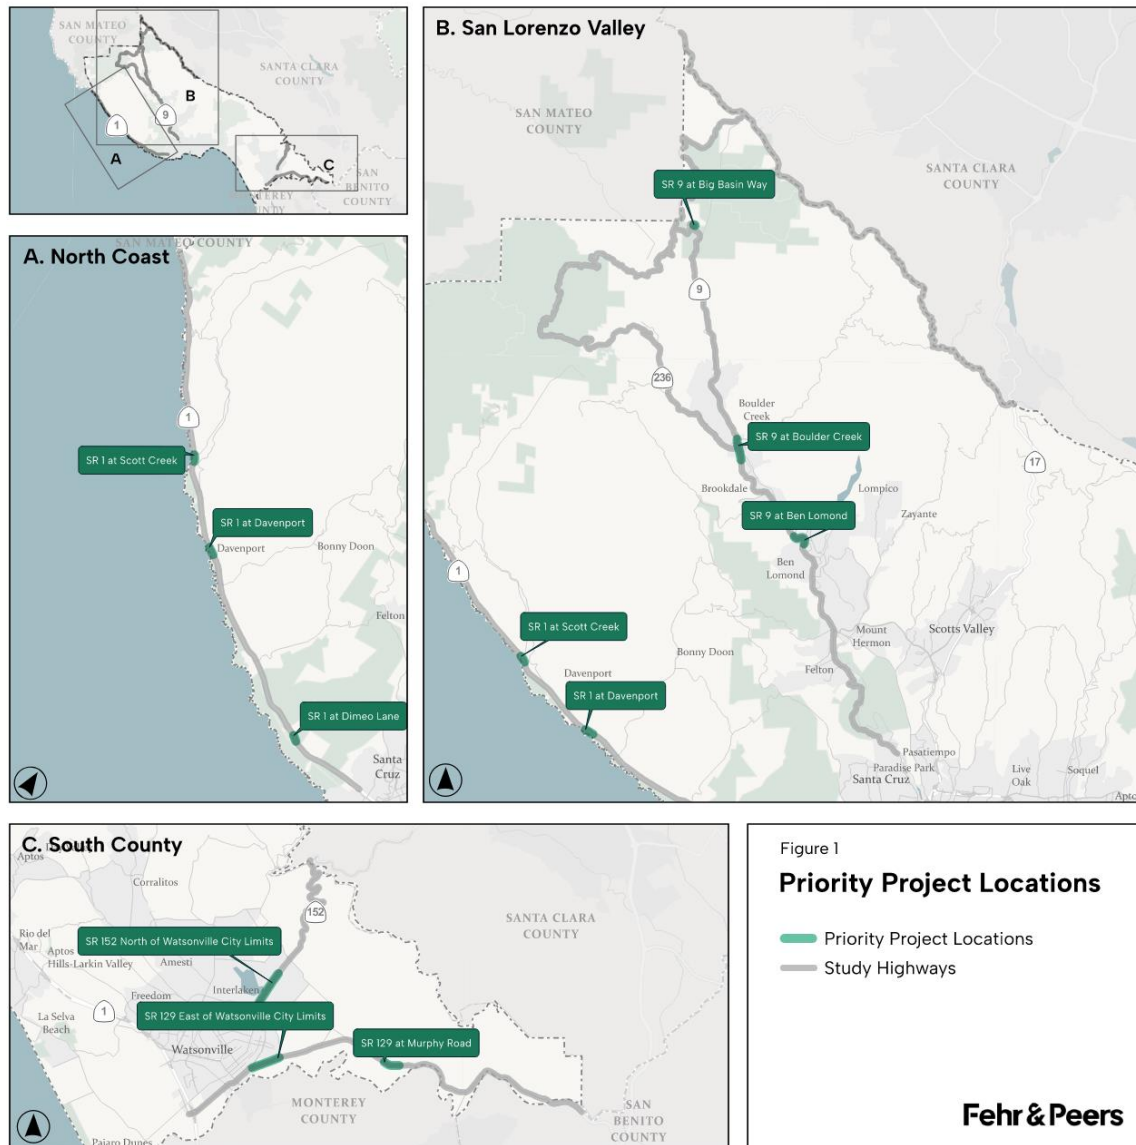 SAN MATEO
COUNTY
SANTA CLARA
COUNTY
B
9
1
A
C
SAN
BENITO
COUNTY
MONTEREY
COUNTY
A. North Coast
SAN MATEO COUNTY
1
SR 1 at Scott Creek
SR 1 at Davenport
Davenport
Bonny Doon
Felton
SR 1 at Dimeo Lane
Santa
Cruz
B. San Lorenzo Valley
SAN MATEO
COUNTY
SANTA CLARA
COUNTY
SR 9 at Big Basin Way
9
236
Boulder
Creek
SR 9 at Boulder Creek
17
Brookdale
Lompico
SR 9 at Ben Lomond
Zayante
Ben
Lomond
1
SR 1 at Scott Creek
Mount
Hermon
Scotts Valley
Bonny Doon
Felton
Davenport
SR 1 at Davenport
Pasatiempo
Paradise Park
Santa Cruz
Live
Oak
Soquel
C. South County
Aptos
Corralitos
152
SANTA CLARA
COUNTY
Rio del
Mar
Aptos
Hills-Larkin Valley
SR 152 North of Watsonville City Limits
Amesti
Interlaken
Freedom
1
La Selva
Beach
SR 129 East of Watsonville City Limits
Watsonville
SR 129 at Murphy Road
MONTEREY
COUNTY
SAN
BENITO
COUNTY
Pajaro Dunes
Figure 1
Priority Project Locations
Priority Project Locations
Study Highways
Fehr & Peers